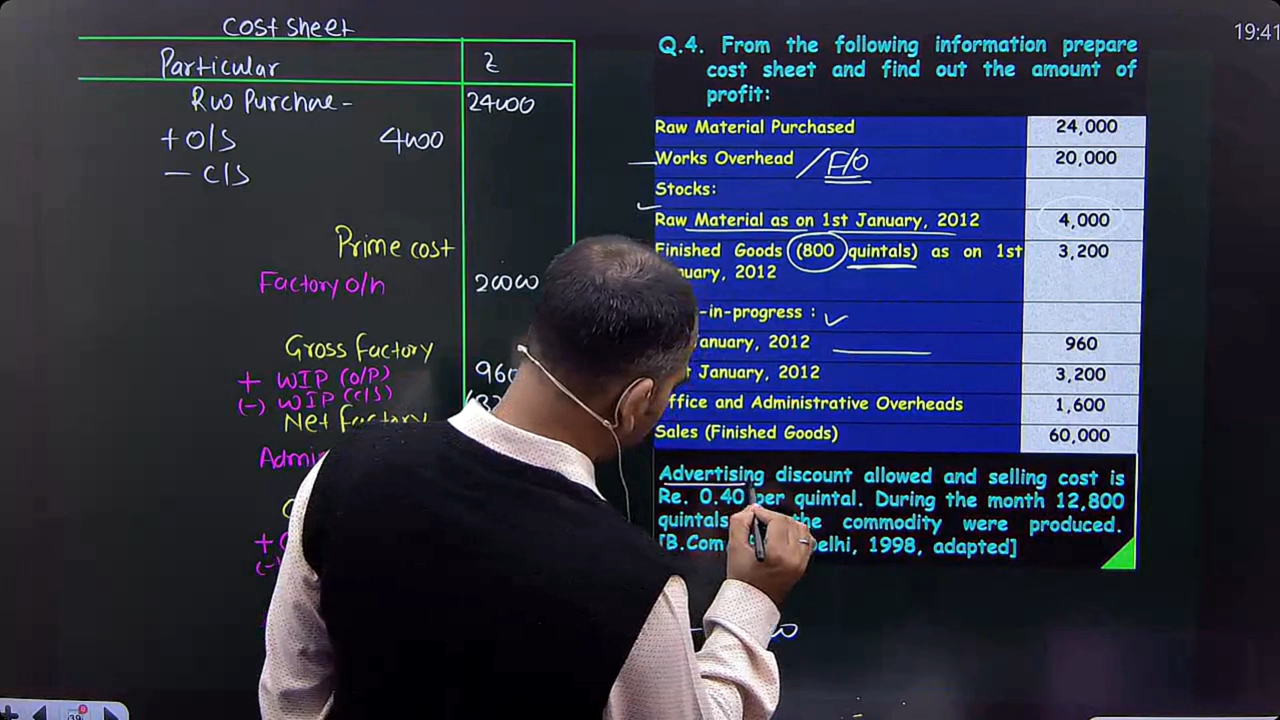 19:41
Cost sheet
Particular ₹
RW Purchase - 24000
+ O/S 4000
- C/S
Prime cost
Factory o/h 20000
Gross factory
+ WIP (O/P) 960
(-) WIP (C/S)
Net factory
Q.4. From the following information prepare
cost sheet and find out the amount of
profit:
Raw Material Purchased 24,000
Works Overhead / F/O 20,000
Stocks:
Raw Material as on 1st January, 2012 4,000
Finished Goods (800 quintals) as on 1st 3,200
January, 2012
-in-progress :
January, 2012 960
January, 2012 3,200
Office and Administrative Overheads 1,600
Sales (Finished Goods) 60,000
Advertising discount allowed and selling cost is
Re. 0.40 per quintal. During the month 12,800
quintals the commodity were produced.
[B.Com. Delhi, 1998, adapted]
39